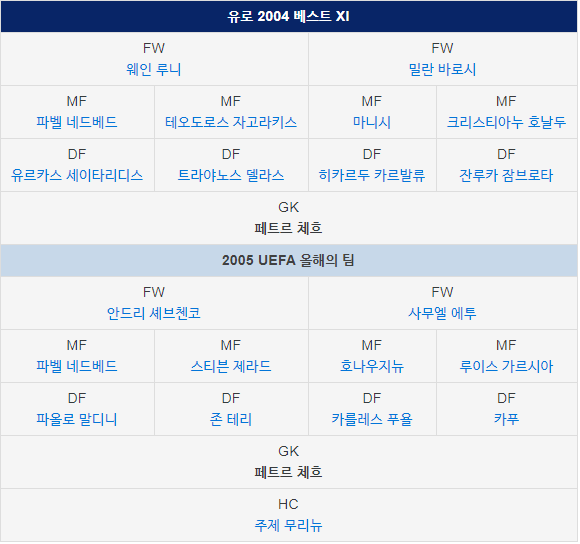 유로 2004 베스트 XI
FW FW
웨인 루니 밀란 바로시
MF MF MF MF
파벨 네드베드 테오도로스 자고라키스 마니시 크리스티아누 호날두
DF DF DF DF
유르카스 세이타리디스 트라야노스 델라스 히카르두 카르발류 잔루카 잠브로타
GK
페트르 체흐
2005 UEFA 올해의 팀
FW FW
안드리 셰브첸코 사무엘 에투
MF MF MF MF
파벨 네드베드 스티븐 제라드 호나우지뉴 루이스 가르시아
DF DF DF DF
파올로 말디니 존 테리 카를레스 푸욜 카푸
GK
페트르 체흐
HC
주제 무리뉴